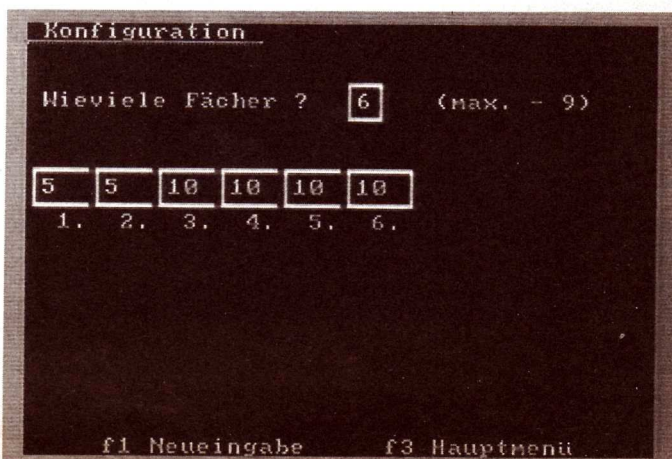 Konfiguration
Wieviele Fächer ? 6 (max. - 9)
5 5 10 10 10 10
1. 2. 3. 4. 5. 6.
f1 Neueingabe f3 Hauptmenü